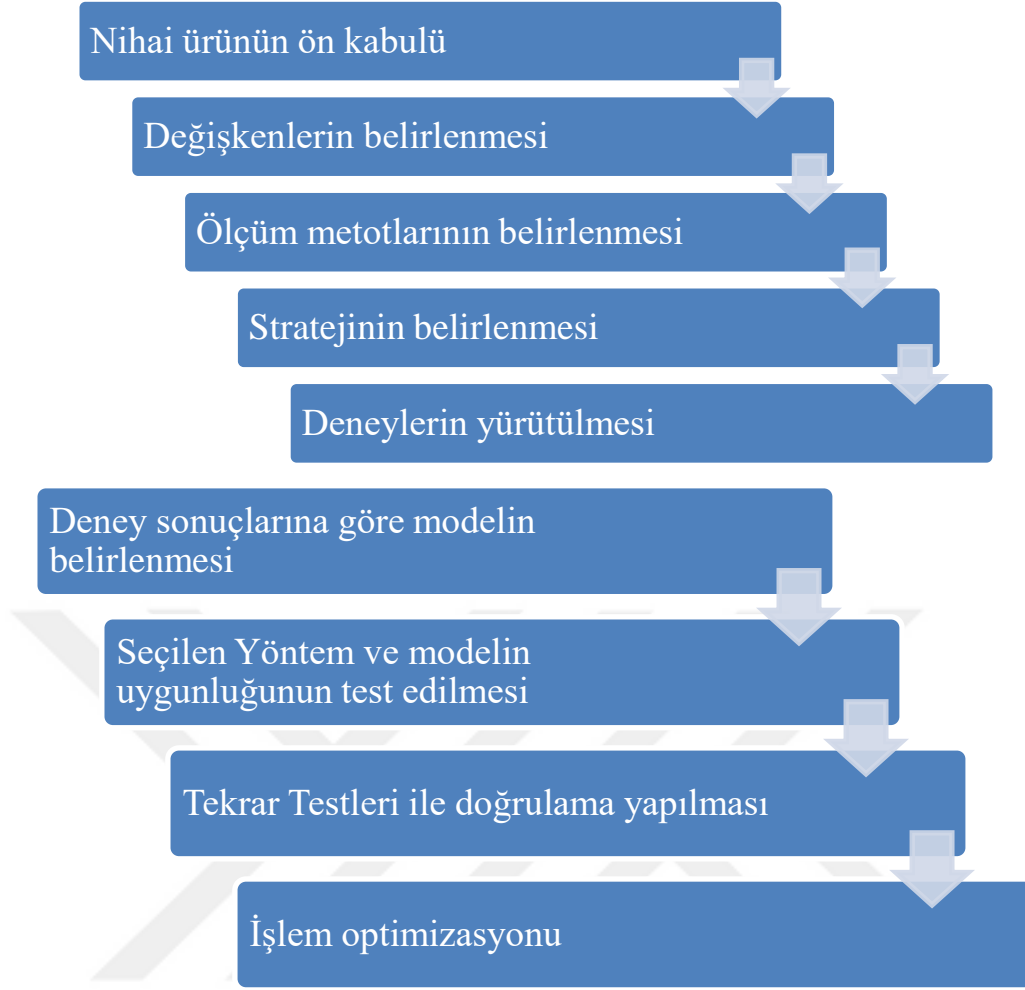 Nihai ürünün ön kabulü
Değişkenlerin belirlenmesi
Ölçüm metotlarının belirlenmesi
Stratejinin belirlenmesi
Deneylerin yürütülmesi
Deney sonuçlarına göre modelin
belirlenmesi
Seçilen Yöntem ve modelin
uygunluğunun test edilmesi
Tekrar Testleri ile doğrulama yapılması
İşlem optimizasyonu